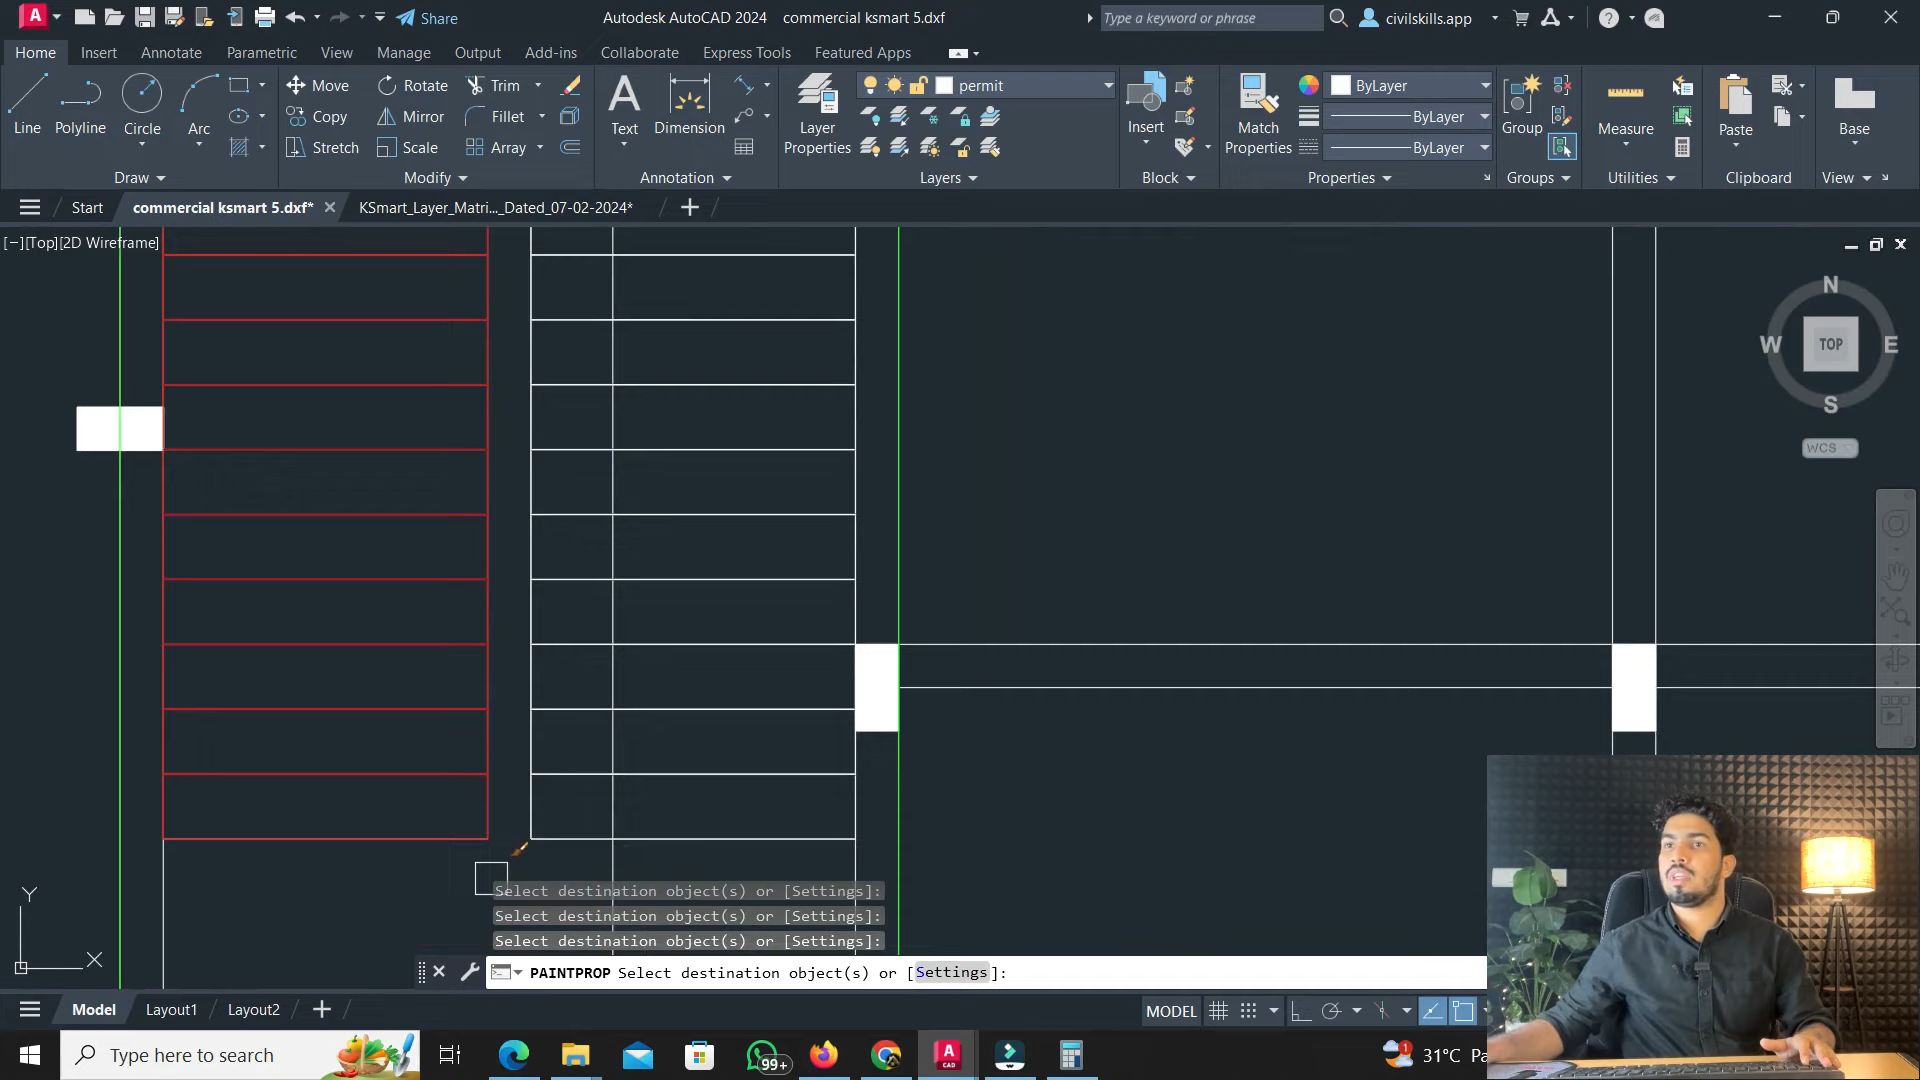 A CAD
Share
Autodesk AutoCAD 2024 commercial ksmart 5.dxf
Type a keyword or phrase
civilskills.app
Home
Insert
Annotate
Parametric
View
Manage
Output
Add-ins
Collaborate
Express Tools
Featured Apps
Line
Polyline
Circle
Arc
Move
Rotate
Trim
Copy
Mirror
Fillet
Stretch
Scale
Array
Text
Dimension
Layer Properties
permit
Insert
Match Properties
ByLayer
ByLayer
ByLayer
Group
Measure
Paste
Base
Draw
Modify
Annotation
Layers
Block
Properties
Groups
Utilities
Clipboard
View
Start
commercial ksmart 5.dxf*
KSmart_Layer_Matri..._Dated_07-02-2024*
[−][Top][2D Wireframe]
N
W
TOP
E
S
WCS
Y
X
Select destination object(s) or [Settings]:
Select destination object(s) or [Settings]:
Select destination object(s) or [Settings]:
PAINTPROP Select destination object(s) or [Settings]:
Model
Layout1
Layout2
MODEL
Type here to search
99+
A CAD
1
31°C